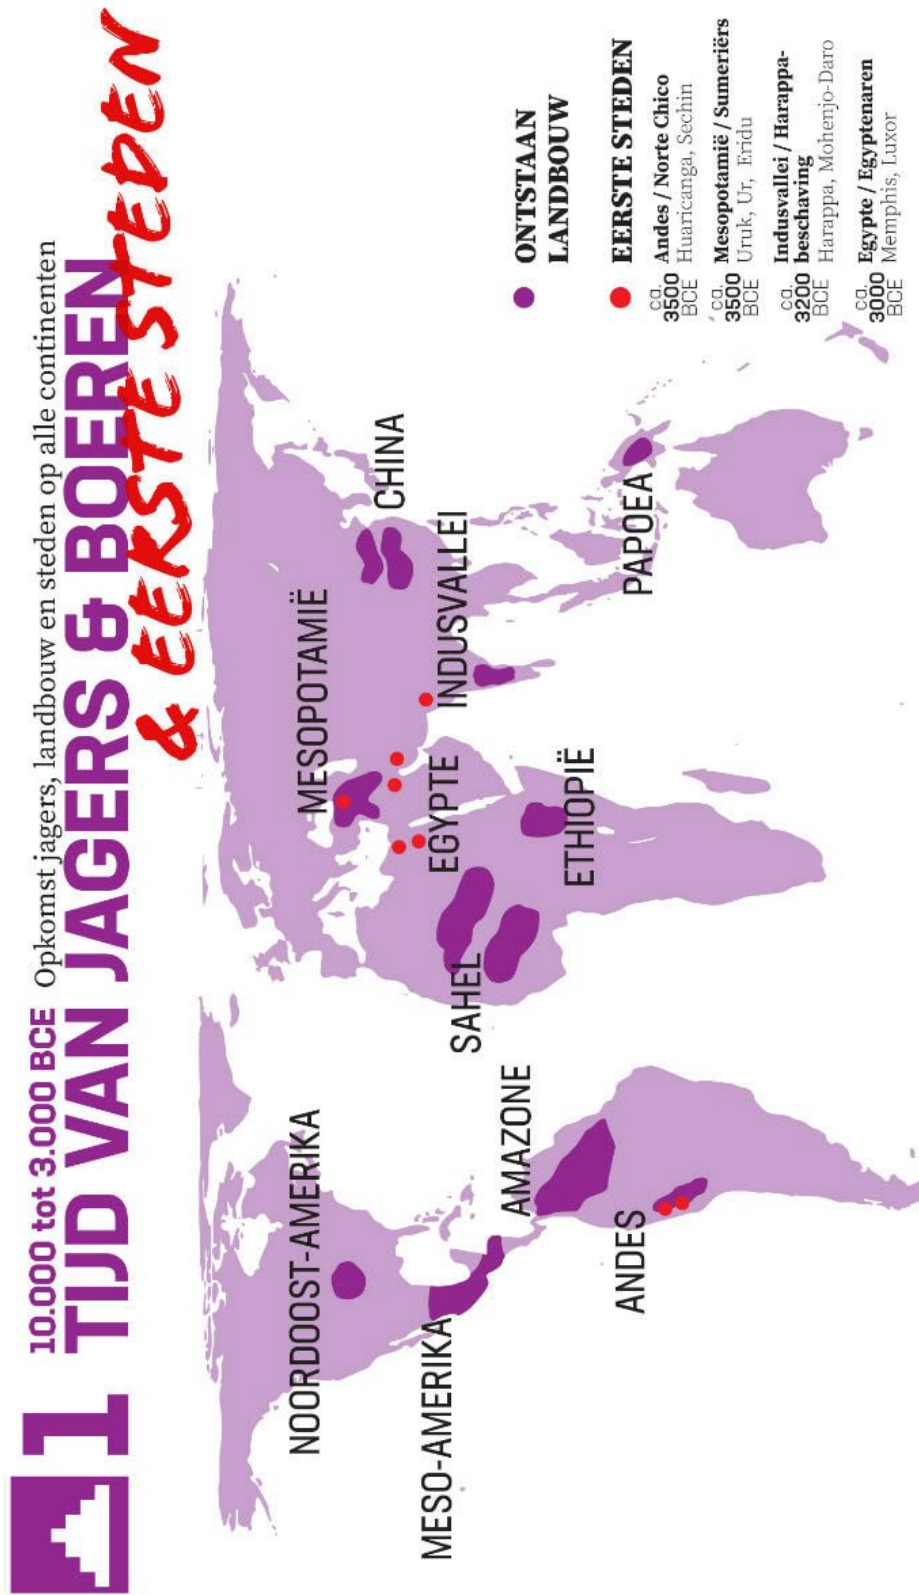 1
10.000 tot 3.000 BCE Opkomst jagers, landbouw en steden op alle continenten
TIJD VAN JAGERS & BOEREN
& EERSTE STEDEN
NOORDOOST-AMERIKA
MESO-AMERIKA
AMAZONE
ANDES
MESOPOTAMIË
CHINA
SAHEL
EGYPTE
INDUSVALLEI
ETHIOPIË
PAPOEA
ONTSTAAN
LANDBOUW
EERSTE STEDEN
ca.
3500
BCE
Andes / Norte Chico
Huaricanga, Sechin
ca.
3500
BCE
Mesopotamië / Sumeriërs
Uruk, Ur, Eridu
ca.
3200
BCE
Indusvallei / Harappa-
beschaving
Harappa, Mohenjo-Daro
ca.
3000
BCE
Egypte / Egyptenaren
Memphis, Luxor